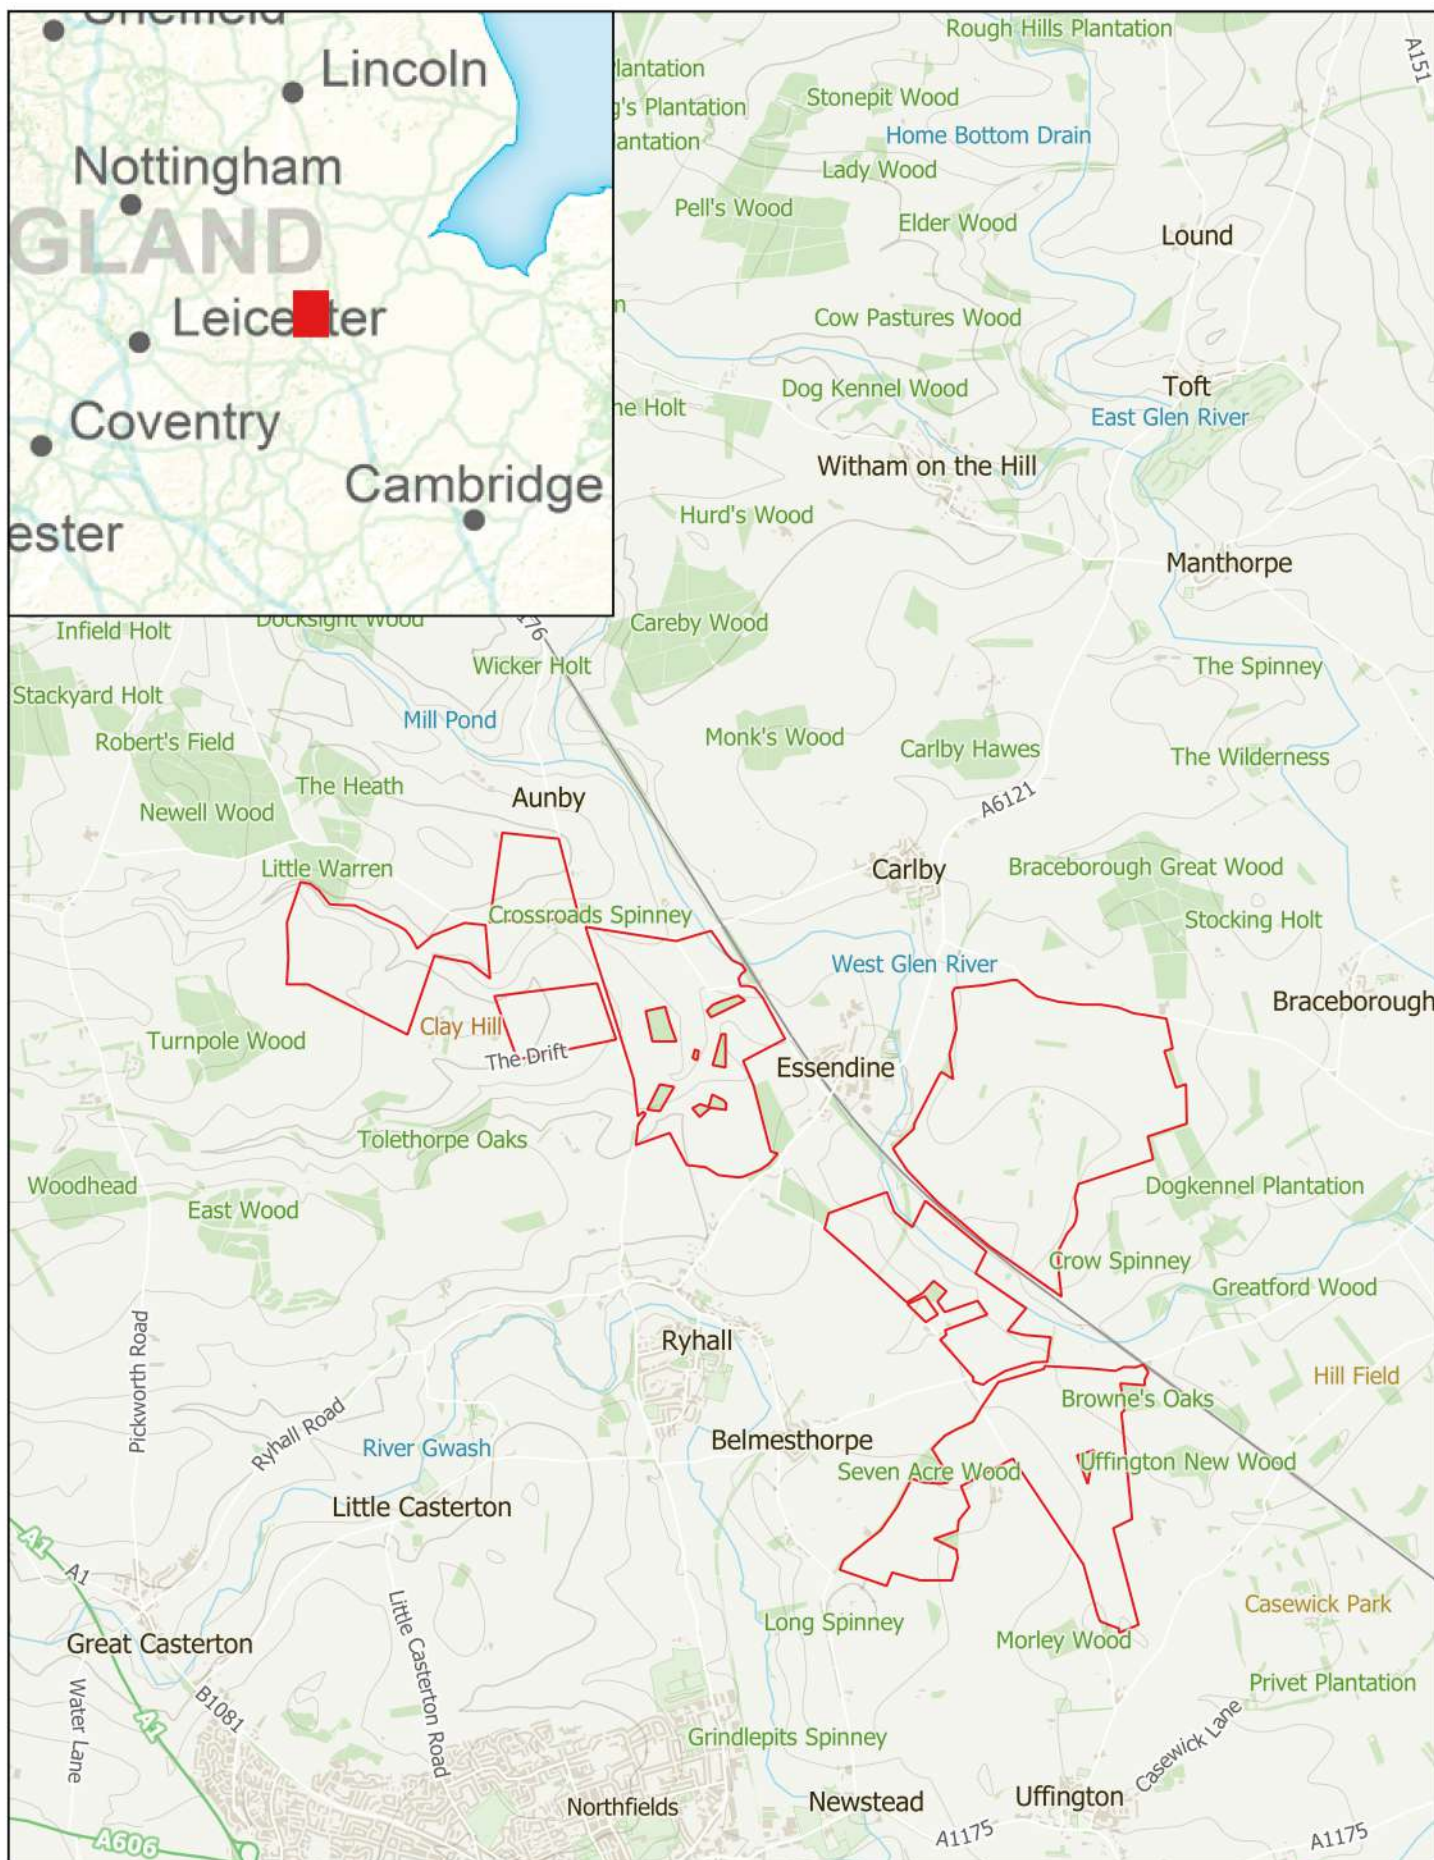 Sheffield
Lincoln
Nottingham
GLAND
Coventry
Cambridge
ester
Rough Hills Plantation
A151
lantation
g's Plantation
antation
Stonepit Wood
Home Bottom Drain
Lady Wood
Pell's Wood
Elder Wood
Lound
Cow Pastures Wood
Dog Kennel Wood
Toft
he Holt
East Glen River
Witham on the Hill
Hurd's Wood
Manthorpe
Infield Holt
Docksight Wood
Careby Wood
Wicker Holt
The Spinney
Stackyard Holt
Mill Pond
Robert's Field
Monk's Wood
Carlby Hawes
The Wilderness
The Heath
Aunby
A6121
Newell Wood
Little Warren
Carlby
Braceborough Great Wood
Crossroads Spinney
Stocking Holt
West Glen River
Braceborough
Clay Hill
Turnpole Wood
The Drift
Essendine
Tolethorpe Oaks
Woodhead
East Wood
Dogkennel Plantation
Crow Spinney
Greatford Wood
Pickworth Road
Ryhall
Hill Field
Ryhall Road
Browne's Oaks
River Gwash
Belmesthorpe
Seven Acre Wood
Uffington New Wood
Little Casterton
A1
A1
Casewick Park
Little Casterton Road
Long Spinney
Morley Wood
Great Casterton
Water Lane
B1081
A1
Privet Plantation
Grindlepits Spinney
Casewick Lane
Northfields
Newstead
Uffington
A606
A1175
A1175